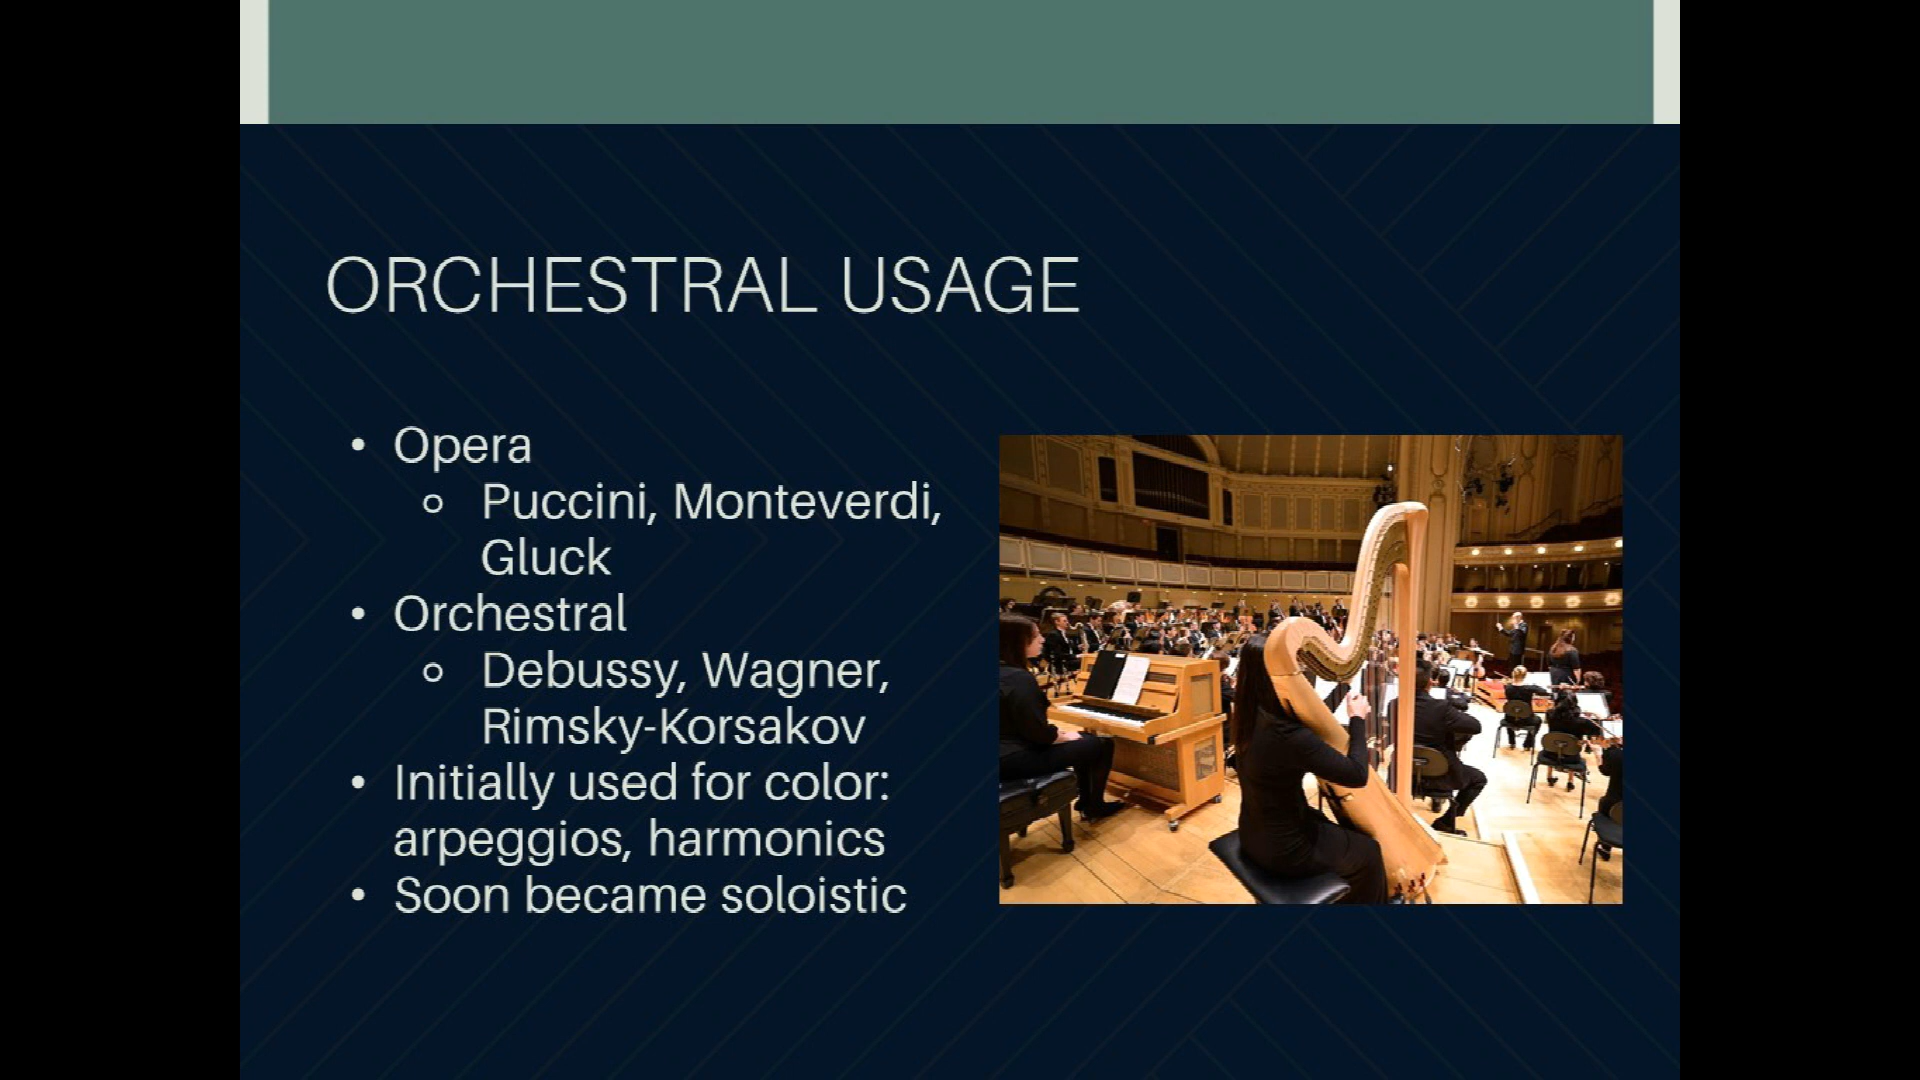 ORCHESTRAL USAGE
• Opera
o Puccini, Monteverdi,
Gluck
• Orchestral
o Debussy, Wagner,
Rimsky-Korsakov
• Initially used for color:
arpeggios, harmonics
• Soon became soloistic